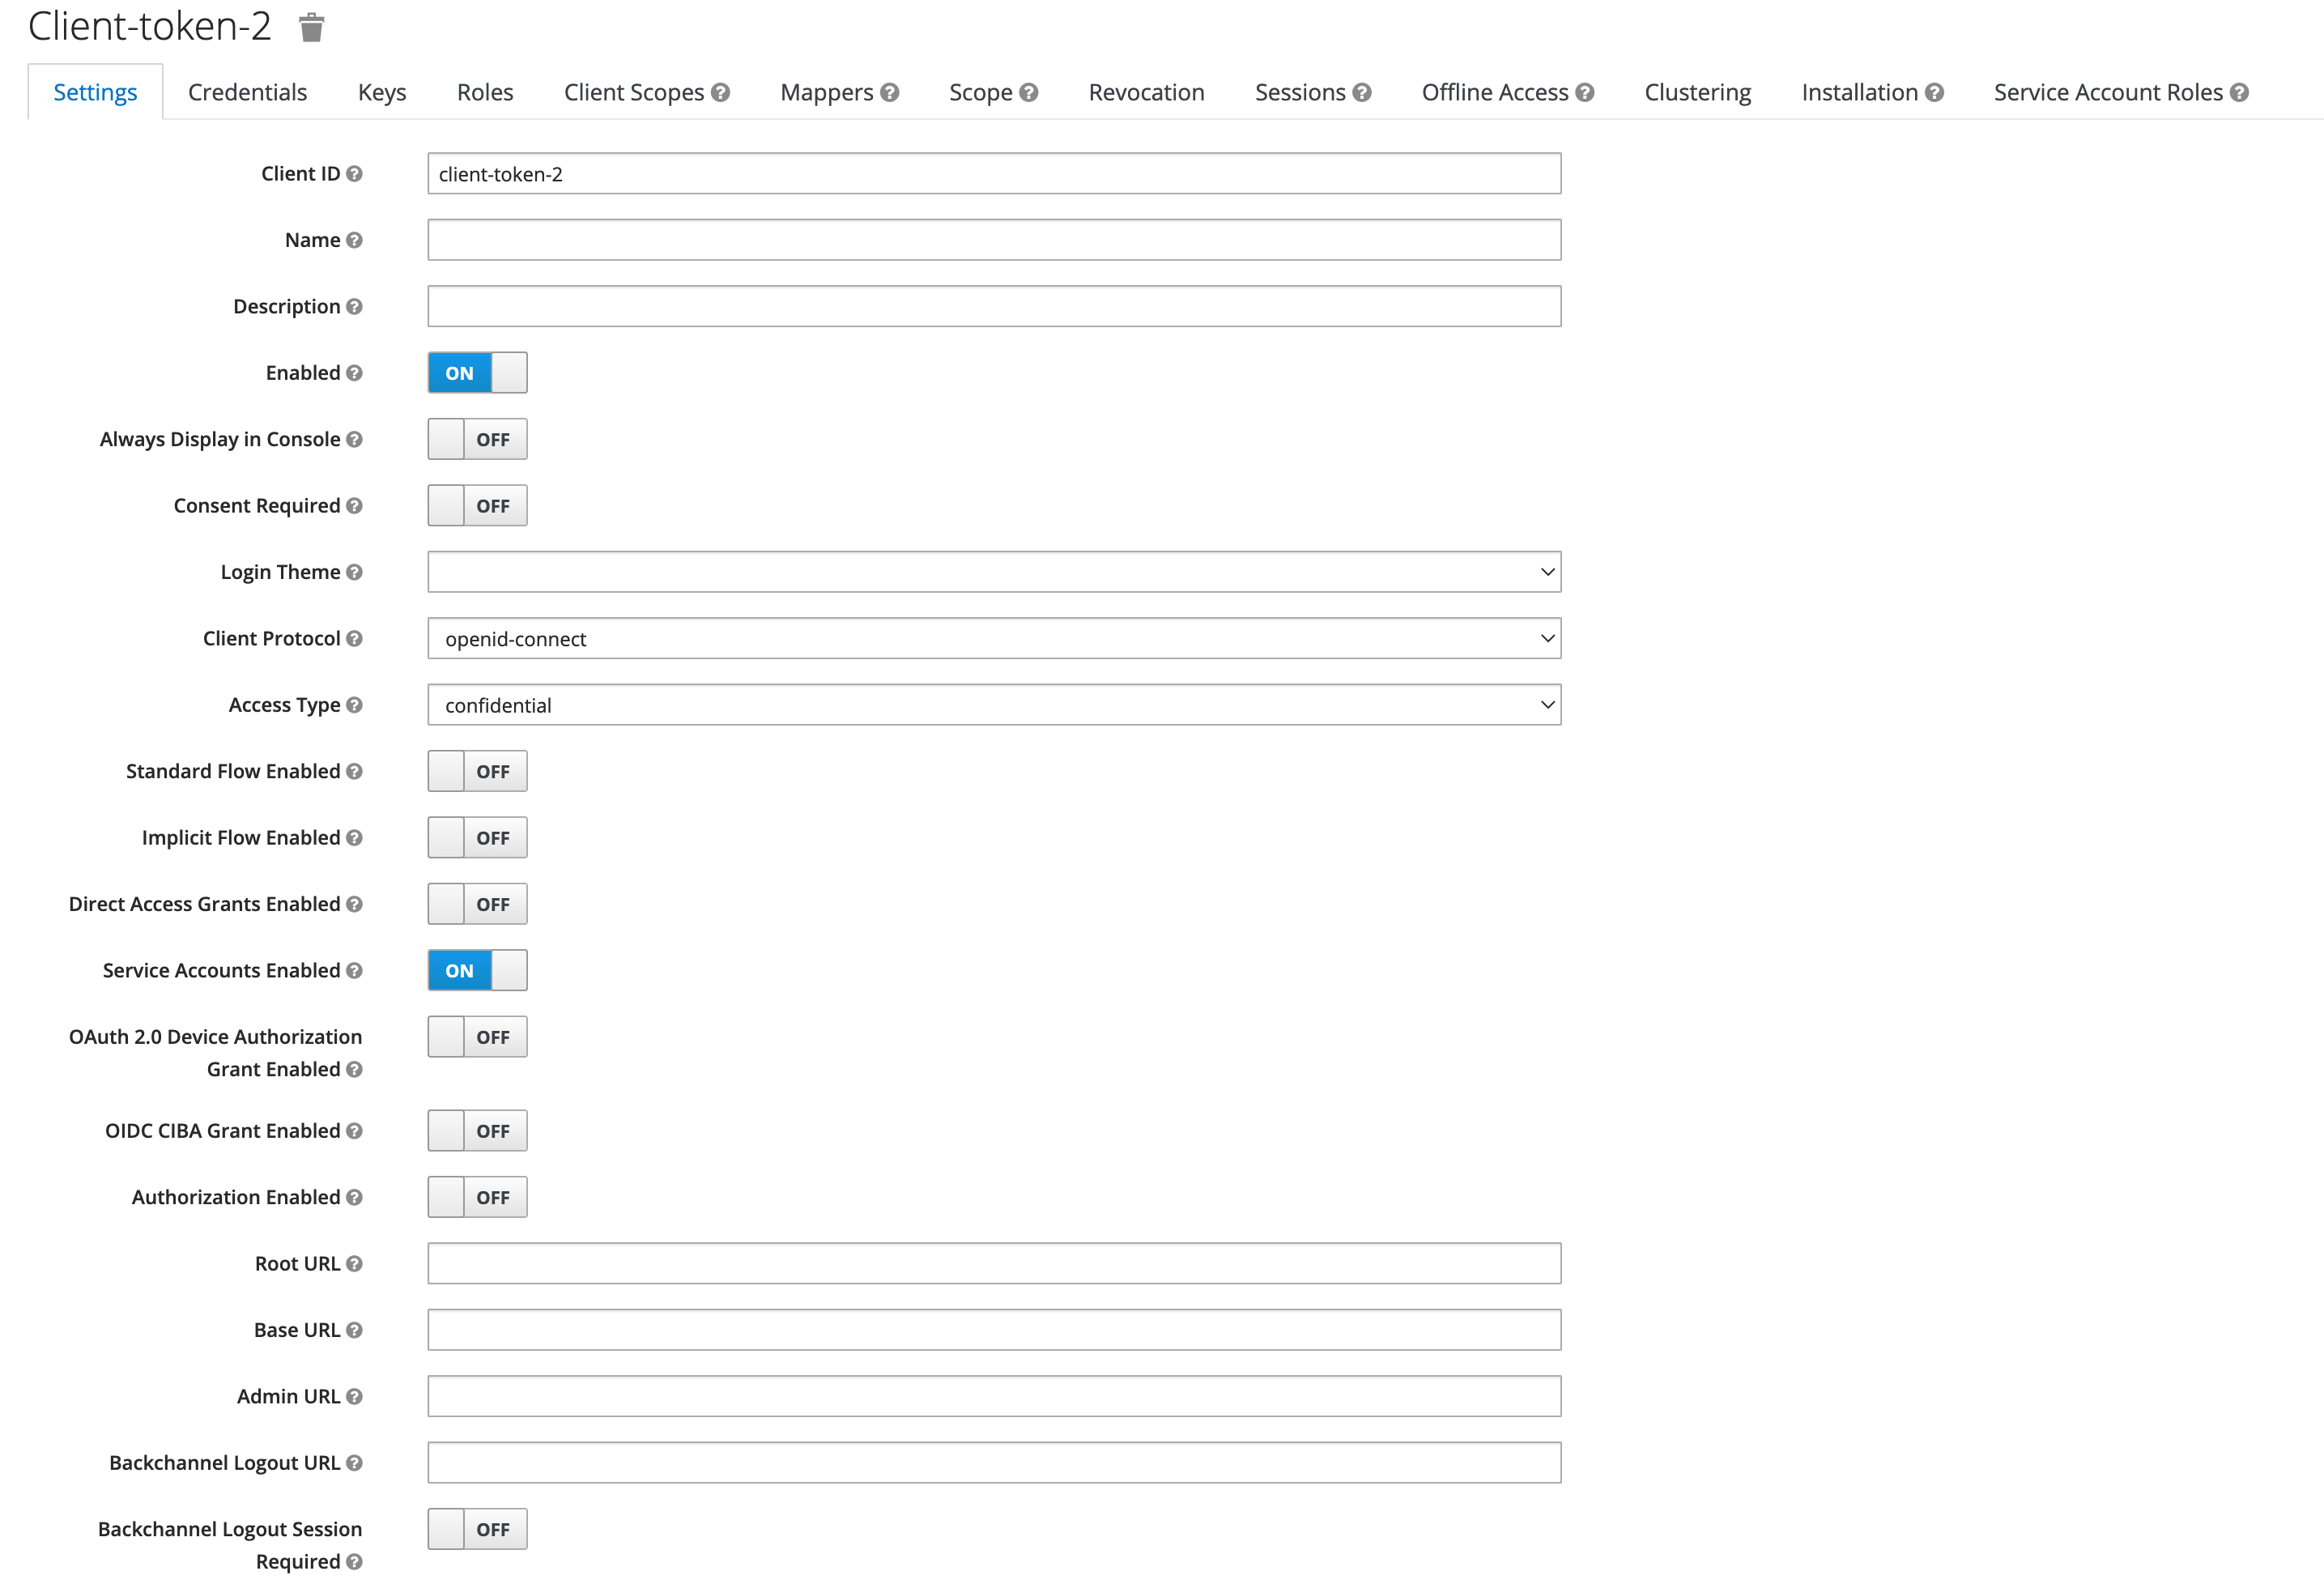 Client-token-2
Settings Credentials Keys Roles Client Scopes Mappers Scope Revocation Sessions Offline Access Clustering Installation Service Account Roles
Client ID client-token-2
Name
Description
Enabled ON
Always Display in Console OFF
Consent Required OFF
Login Theme
Client Protocol openid-connect
Access Type confidential
Standard Flow Enabled OFF
Implicit Flow Enabled OFF
Direct Access Grants Enabled OFF
Service Accounts Enabled ON
OAuth 2.0 Device Authorization OFF
Grant Enabled
OIDC CIBA Grant Enabled OFF
Authorization Enabled OFF
Root URL
Base URL
Admin URL
Backchannel Logout URL
Backchannel Logout Session OFF
Required